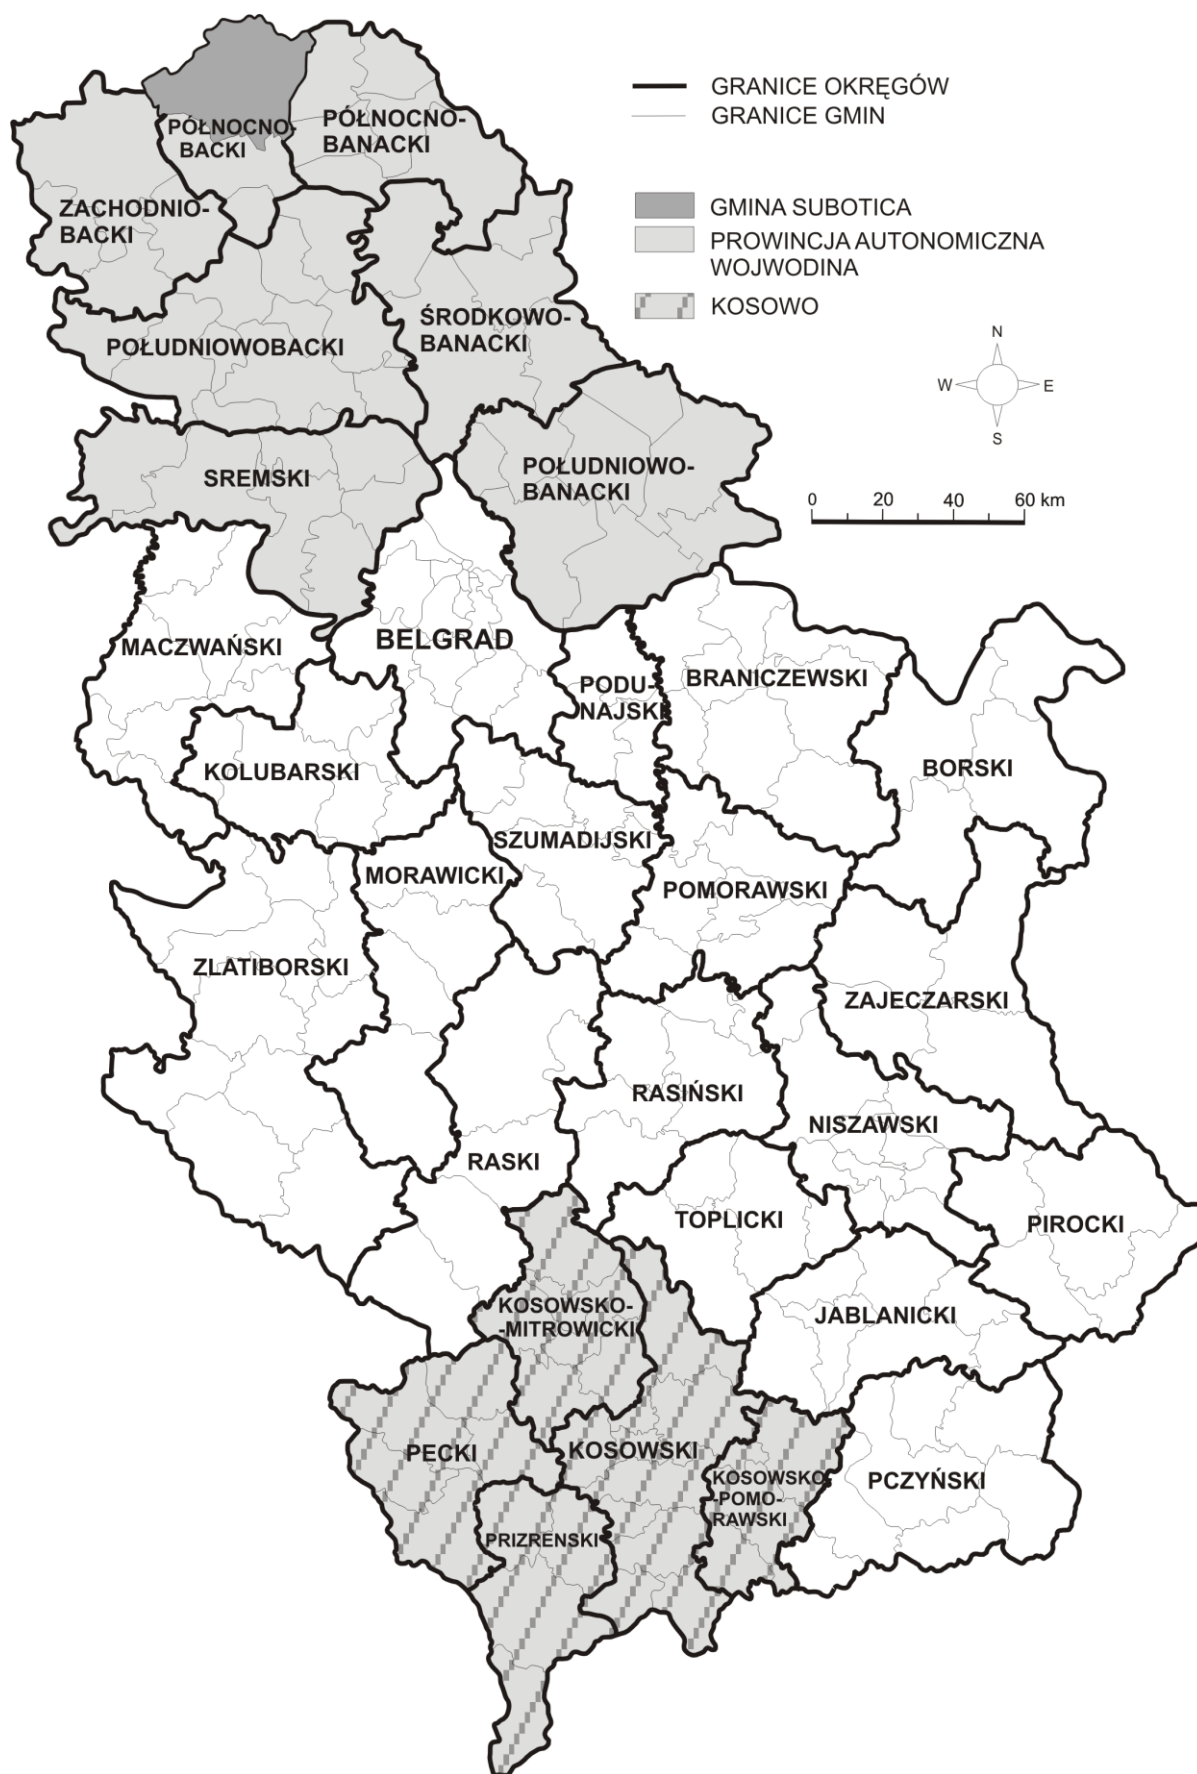 GRANICE OKRĘGÓW
GRANICE GMIN
GMINA SUBOTICA
PROWINCJA AUTONOMICZNA
WOJWODINA
KOSOWO
N
W
E
S
0 20 40 60 km
PÓŁNOCNO-
BACKI
PÓŁNOCNO-
BANACKI
ZACHODNIO-
BACKI
POŁUDNIOWOBACKI
ŚRODKOWO-
BANACKI
SREMSKI
POŁUDNIOWO-
BANACKI
MACZWAŃSKI
BELGRAD
PODU-
NAJSKI
BRANICZEWSKI
KOLUBARSKI
BORSKI
SZUMADIJSKI
MORAWICKI
POMORAWSKI
ZLATIBORSKI
ZAJECZARSKI
RASIŃSKI
NISZAWSKI
RASKI
TOPLICKI
PIROCKI
KOSOWSKO-
-MITROWICKI
JABLANICKI
PECKI
KOSOWSKI
KOSOWSKO-
-POMO-
RAWSKI
PCZYŃSKI
PRIZRENSKI